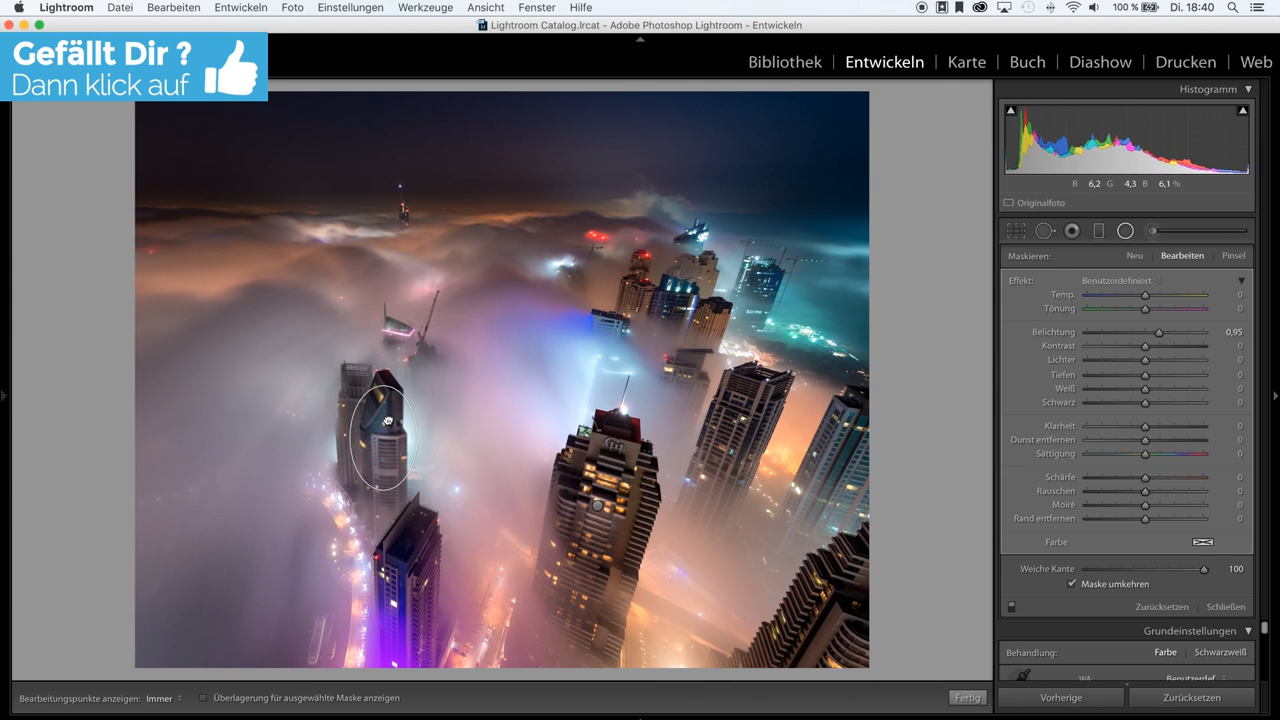 Lightroom Datei Bearbeiten Entwickeln Foto Einstellungen Werkzeuge Ansicht Fenster Hilfe 100 % Di. 18:40
Lightroom Catalog.lrcat - Adobe Photoshop Lightroom - Entwickeln
Gefällt Dir ?
Dann klick auf
Bibliothek | Entwickeln | Karte | Buch | Diashow | Drucken | Web
Histogramm
R 6,2 G 4,3 B 6,1 %
Originalfoto
Maskieren: Neu Bearbeiten Pinsel
Effekt: Benutzerdefiniert
Temp. 0
Tönung 0
Belichtung 0,95
Kontrast 0
Lichter 0
Tiefen 0
Weiß 0
Schwarz 0
Klarheit 0
Dunst entfernen 0
Sättigung 0
Schärfe 0
Rauschen 0
Moiré 0
Rand entfernen 0
Farbe
Weiche Kante 100
Maske umkehren
Zurücksetzen Schließen
Grundeinstellungen
Behandlung: Farbe Schwarzweiß
WA: Benutzerdef.
Bearbeitungspunkte anzeigen: Immer Überlagerung für ausgewählte Maske anzeigen Fertig
Vorherige Zurücksetzen